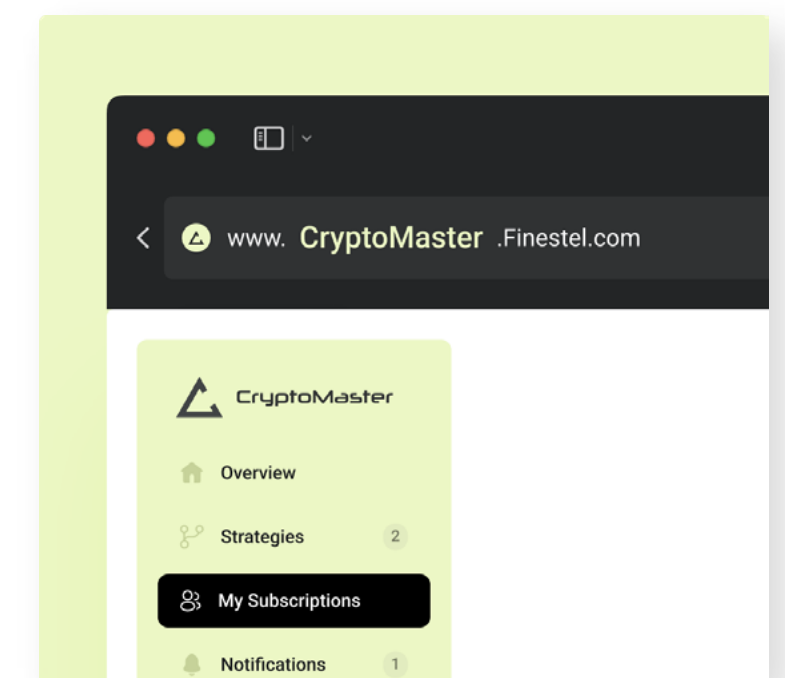 www. CryptoMaster .Finestel.com
CryptoMaster
Overview
Strategies 2
My Subscriptions
Notifications 1